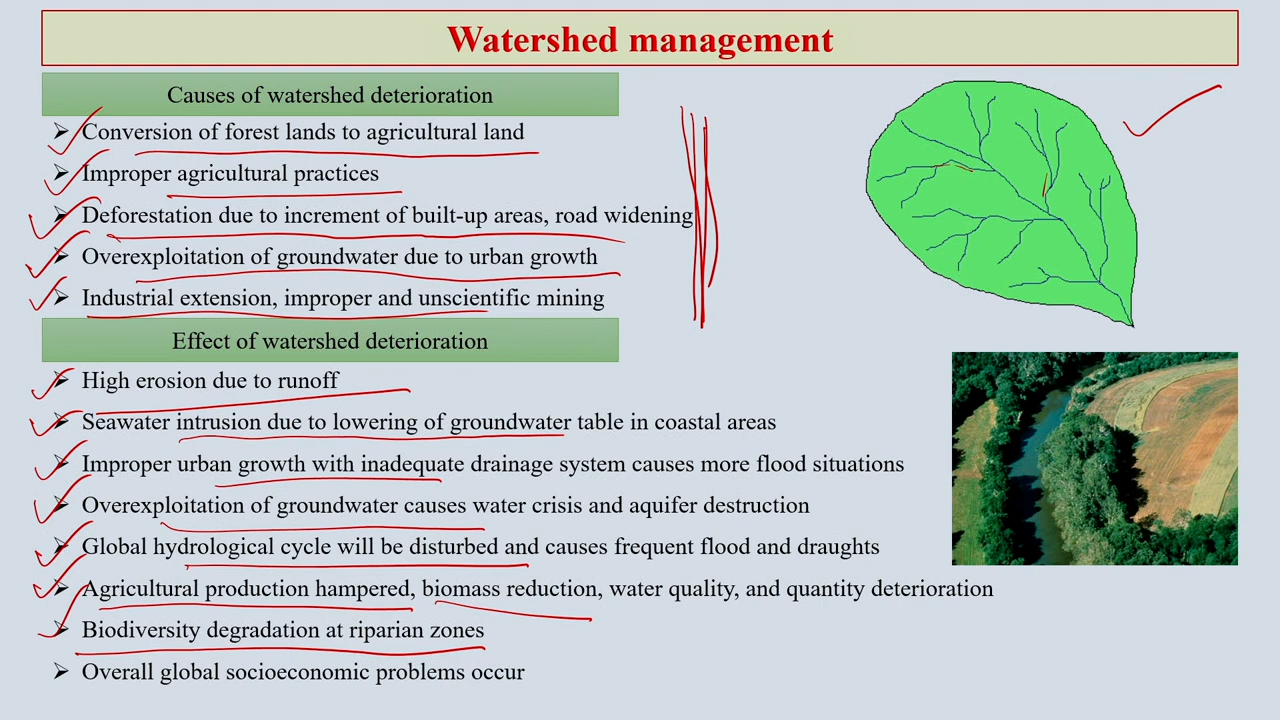 Watershed management
Causes of watershed deterioration
➢ Conversion of forest lands to agricultural land
➢ Improper agricultural practices
➢ Deforestation due to increment of built-up areas, road widening
➢ Overexploitation of groundwater due to urban growth
➢ Industrial extension, improper and unscientific mining
Effect of watershed deterioration
➢ High erosion due to runoff
➢ Seawater intrusion due to lowering of groundwater table in coastal areas
➢ Improper urban growth with inadequate drainage system causes more flood situations
➢ Overexploitation of groundwater causes water crisis and aquifer destruction
➢ Global hydrological cycle will be disturbed and causes frequent flood and draughts
➢ Agricultural production hampered, biomass reduction, water quality, and quantity deterioration
➢ Biodiversity degradation at riparian zones
➢ Overall global socioeconomic problems occur